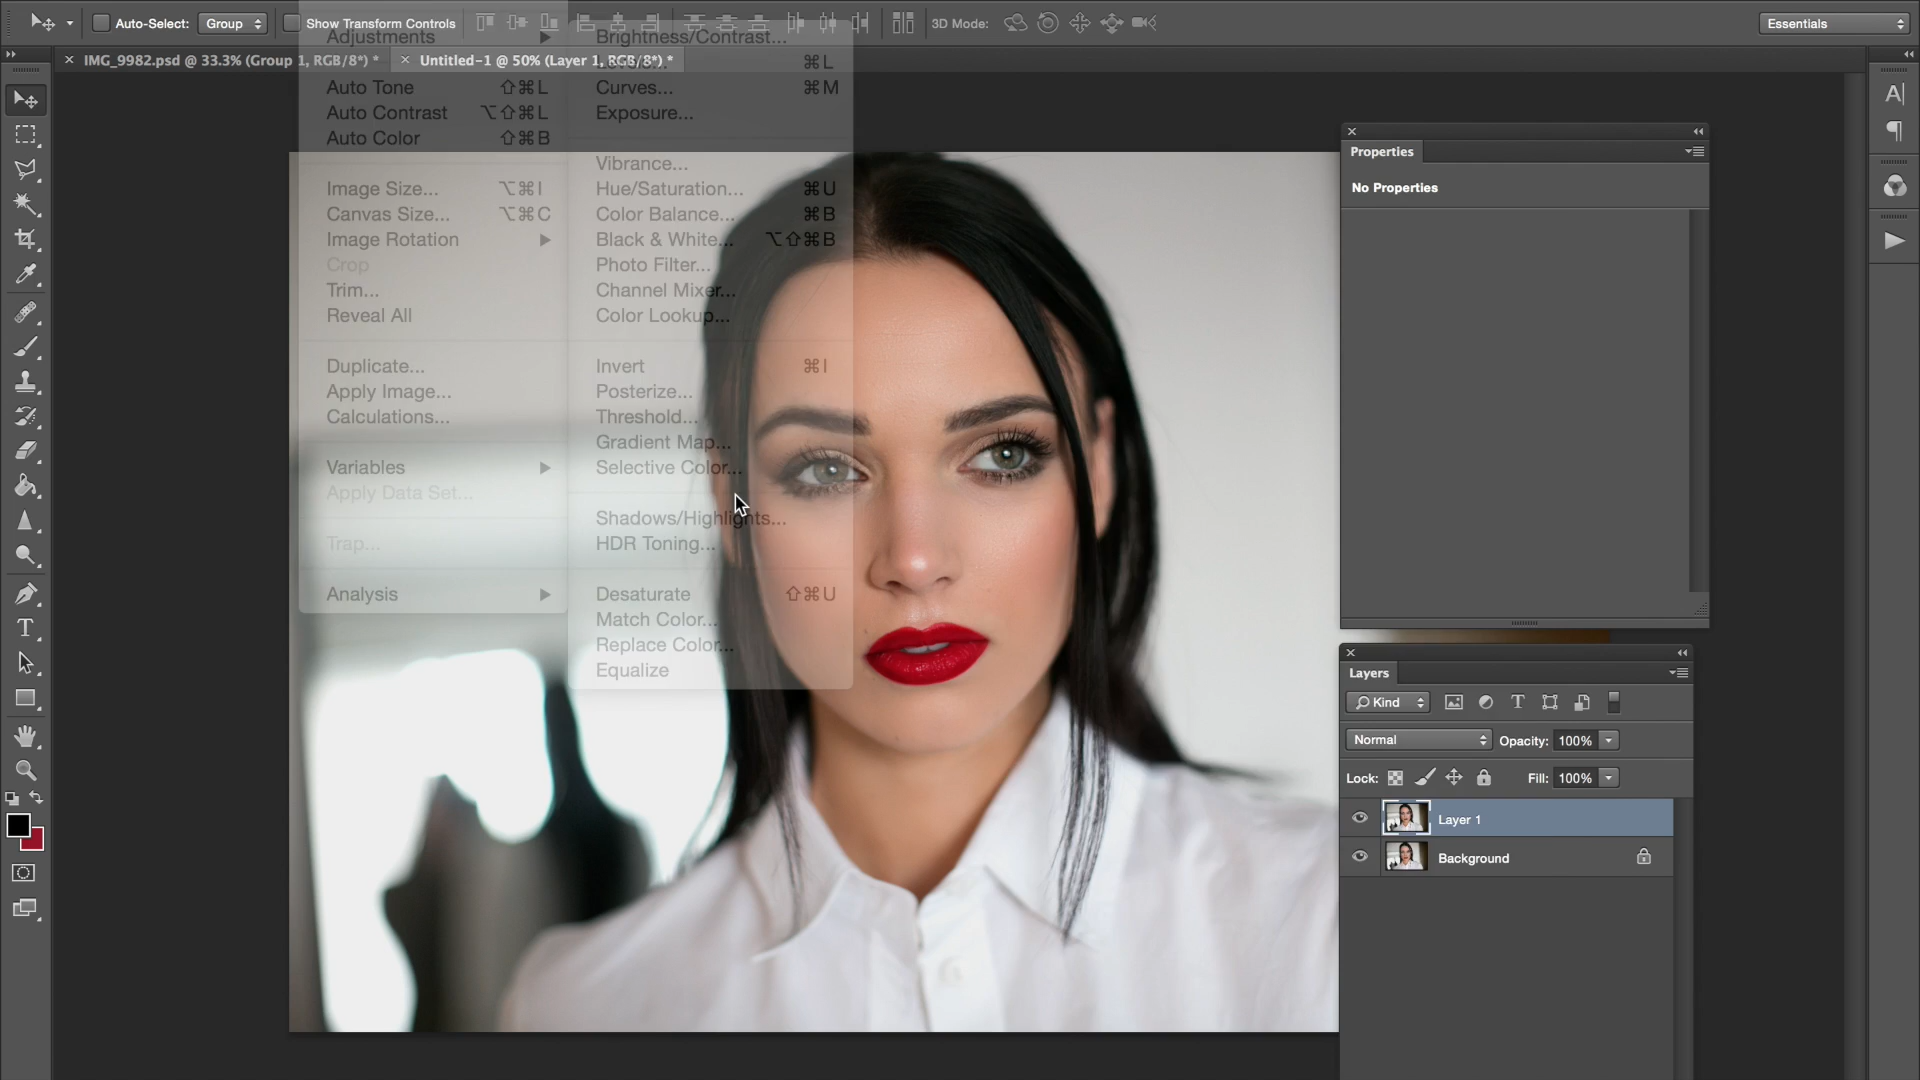 Auto-Select: Group Show Transform Controls 3D Mode: Essentials
IMG_9982.psd @ 33.3% (Group 1, RGB/8*) *
Untitled-1 @ 50% (Layer 1, RGB/8*) *
Adjustments
Auto Tone ⇧⌘L
Auto Contrast ⌥⇧⌘L
Auto Color ⇧⌘B
Image Size... ⌥⌘I
Canvas Size... ⌥⌘C
Image Rotation
Crop
Trim...
Reveal All
Duplicate...
Apply Image...
Calculations...
Variables
Apply Data Set...
Trap...
Analysis
Brightness/Contrast...
Levels... ⌘L
Curves... ⌘M
Exposure...
Vibrance...
Hue/Saturation... ⌘U
Color Balance... ⌘B
Black & White... ⌥⇧⌘B
Photo Filter...
Channel Mixer...
Color Lookup...
Invert ⌘I
Posterize...
Threshold...
Gradient Map...
Selective Color...
Shadows/Highlights...
HDR Toning...
Desaturate ⇧⌘U
Match Color...
Replace Color...
Equalize
Properties
No Properties
Layers
Kind
Normal Opacity: 100%
Lock: Fill: 100%
Layer 1
Background